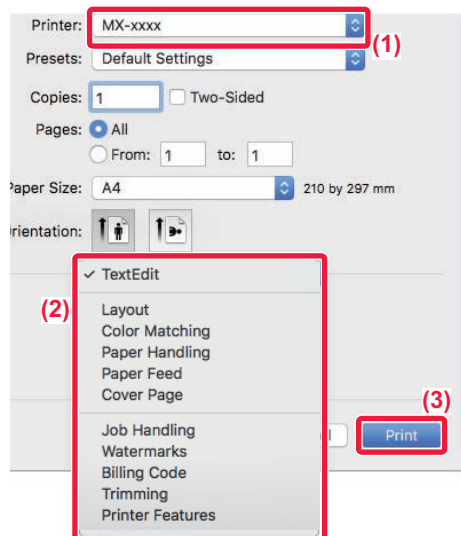 Printer: MX-xxxx
(1)
Presets: Default Settings
Copies: 1 Two-Sided
Pages: All
From: 1 to: 1
Paper Size: A4 210 by 297 mm
rientation:
✓ TextEdit
(2)
Layout
Color Matching
Paper Handling
Paper Feed
Cover Page
(3)
Job Handling
Print
Watermarks
Billing Code
Trimming
Printer Features